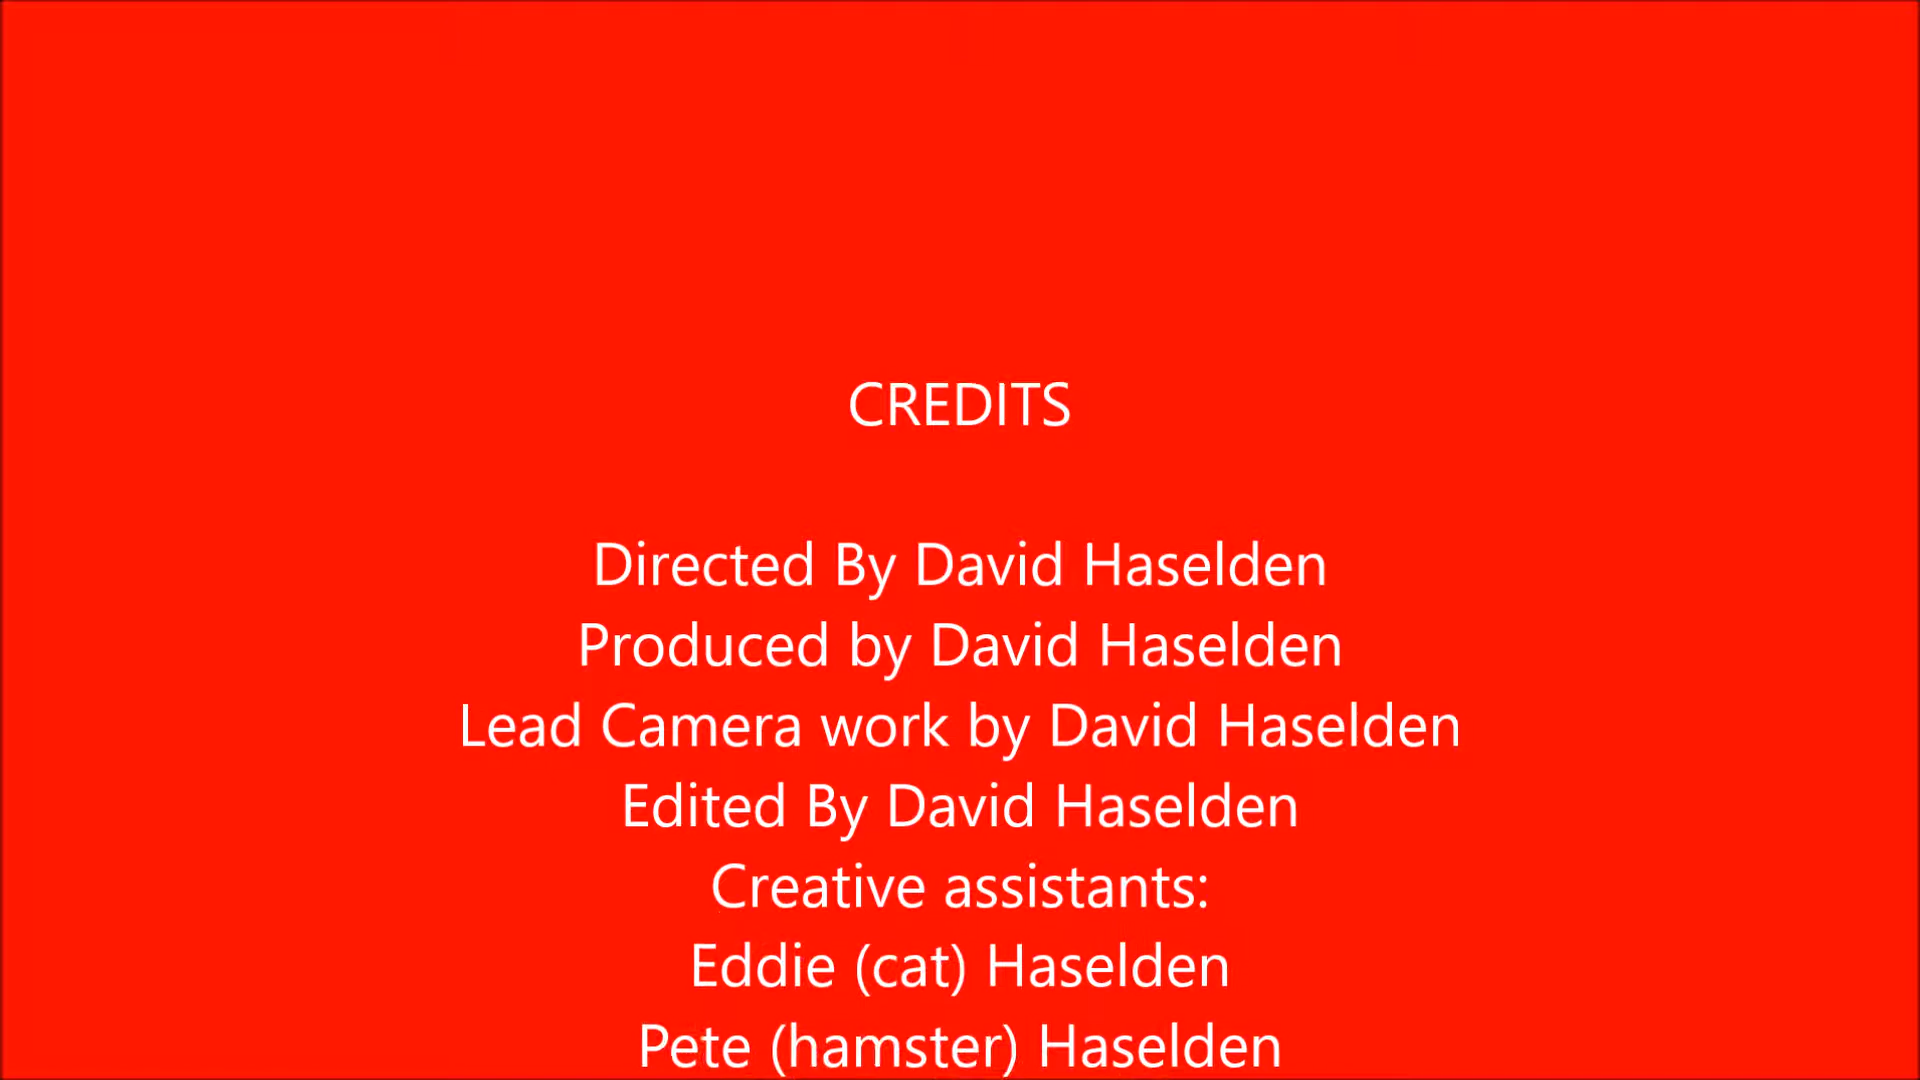 CREDITS
Directed By David Haselden
Produced by David Haselden
Lead Camera work by David Haselden
Edited By David Haselden
Creative assistants:
Eddie (cat) Haselden
Pete (hamster) Haselden